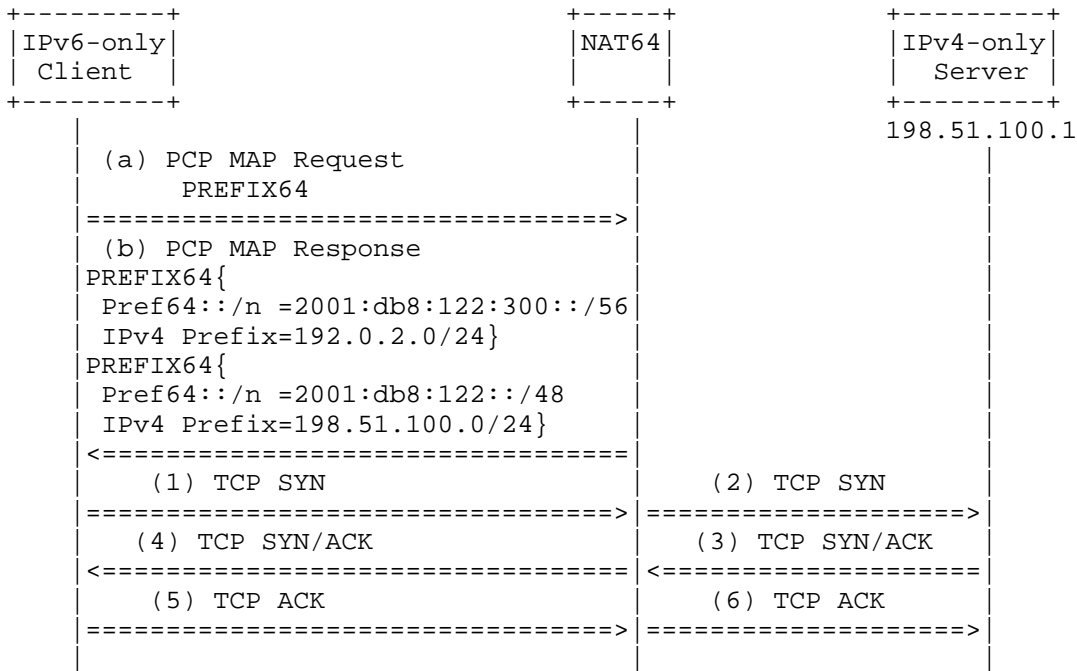 IPv6-only NAT64 IPv4-only
Client Server
198.51.100.1
(a) PCP MAP Request
PREFIX64
(b) PCP MAP Response
PREFIX64{
Pref64::/n =2001:db8:122:300::/56
IPv4 Prefix=192.0.2.0/24}
PREFIX64{
Pref64::/n =2001:db8:122::/48
IPv4 Prefix=198.51.100.0/24}
(1) TCP SYN (2) TCP SYN
(4) TCP SYN/ACK (3) TCP SYN/ACK
(5) TCP ACK (6) TCP ACK